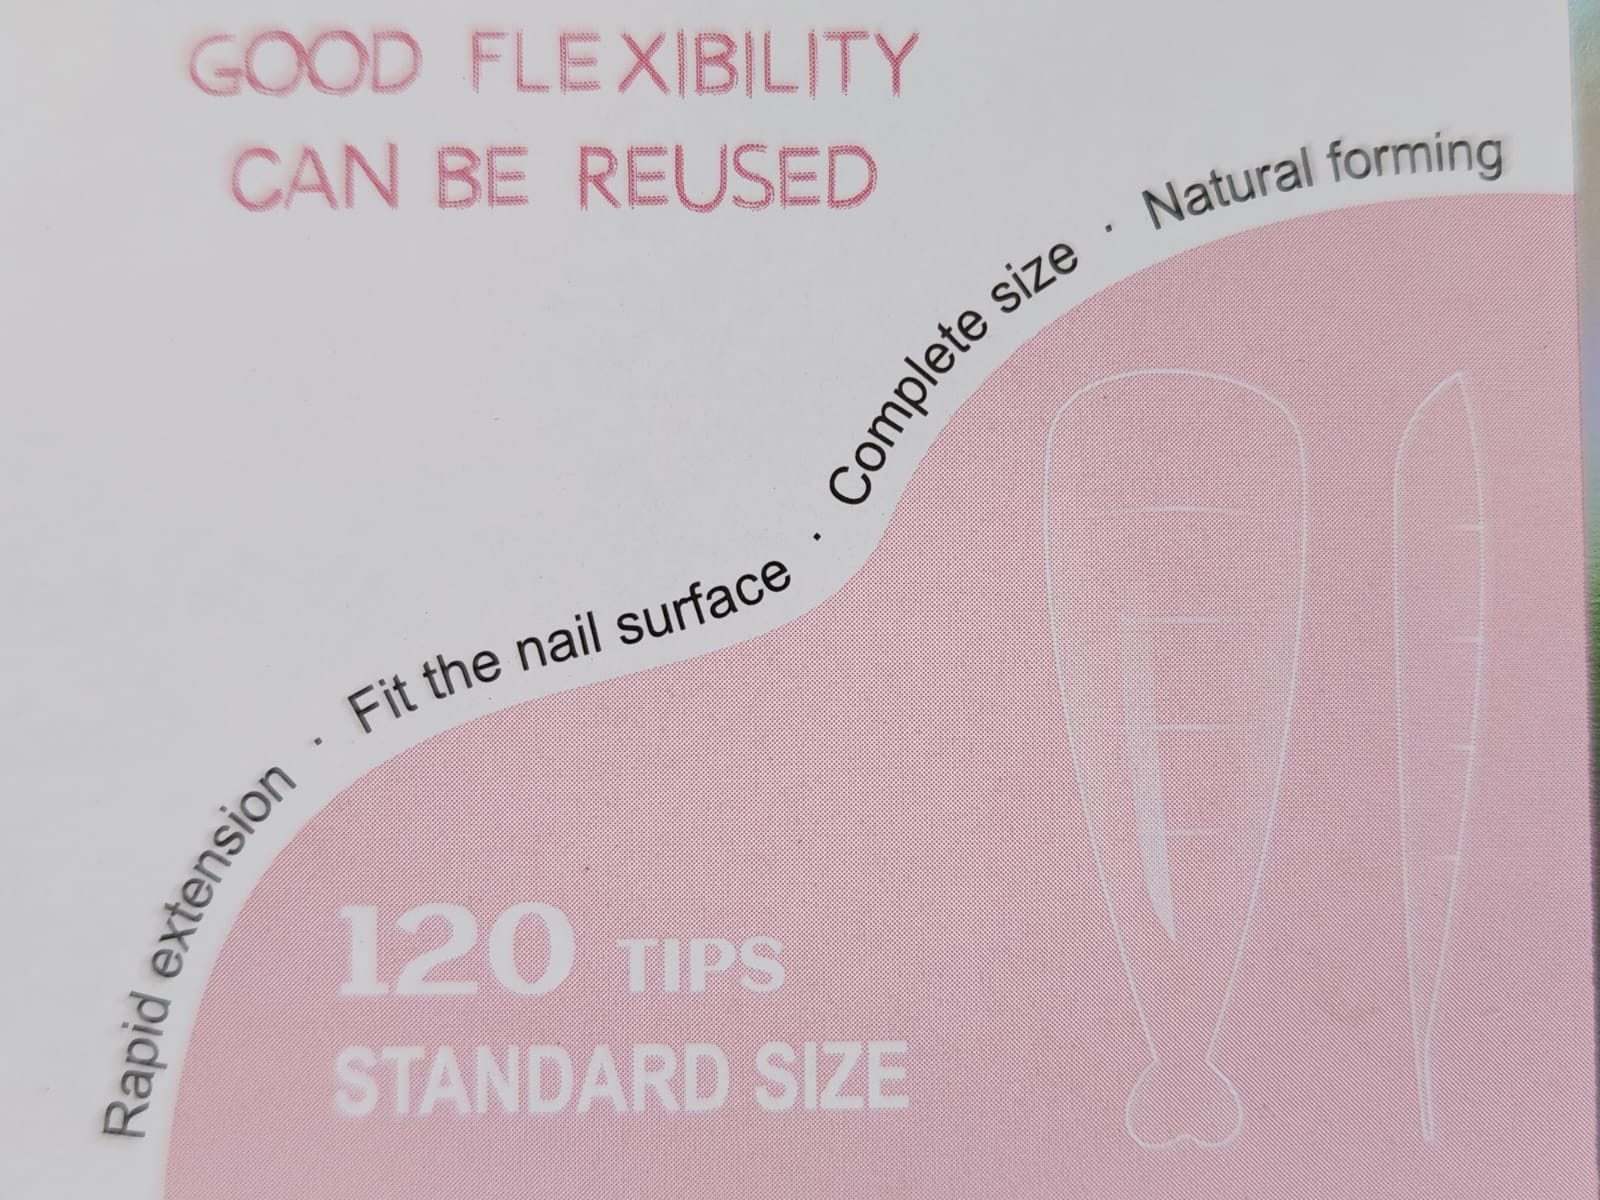 GOOD FLEXIBILITY
CAN BE REUSED
Rapid extension · Fit the nail surface · Complete size · Natural forming
120 TIPS
STANDARD SIZE